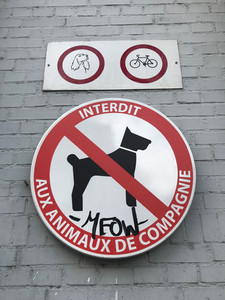 INTERDIT
AUX ANIMAUX DE COMPAGNIE
-MEOW-